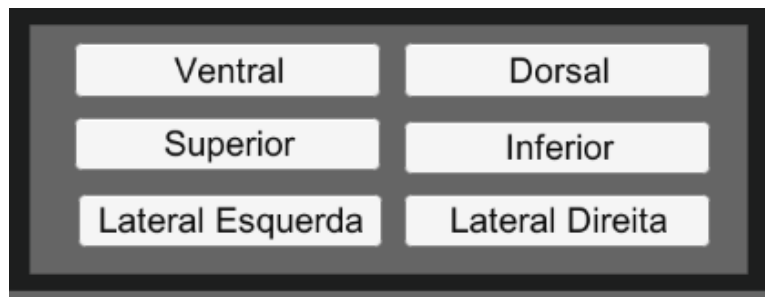 Ventral Dorsal
Superior Inferior
Lateral Esquerda Lateral Direita